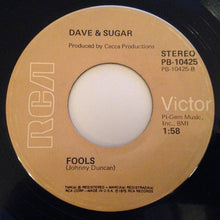 DAVE & SUGAR
Produced by Cecca Productions
STEREO
PB-10425
PB-10425-B
RCA
Victor
Pi-Gem Music,
Inc., BMI
1:58
FOOLS
(Johnny Duncan)